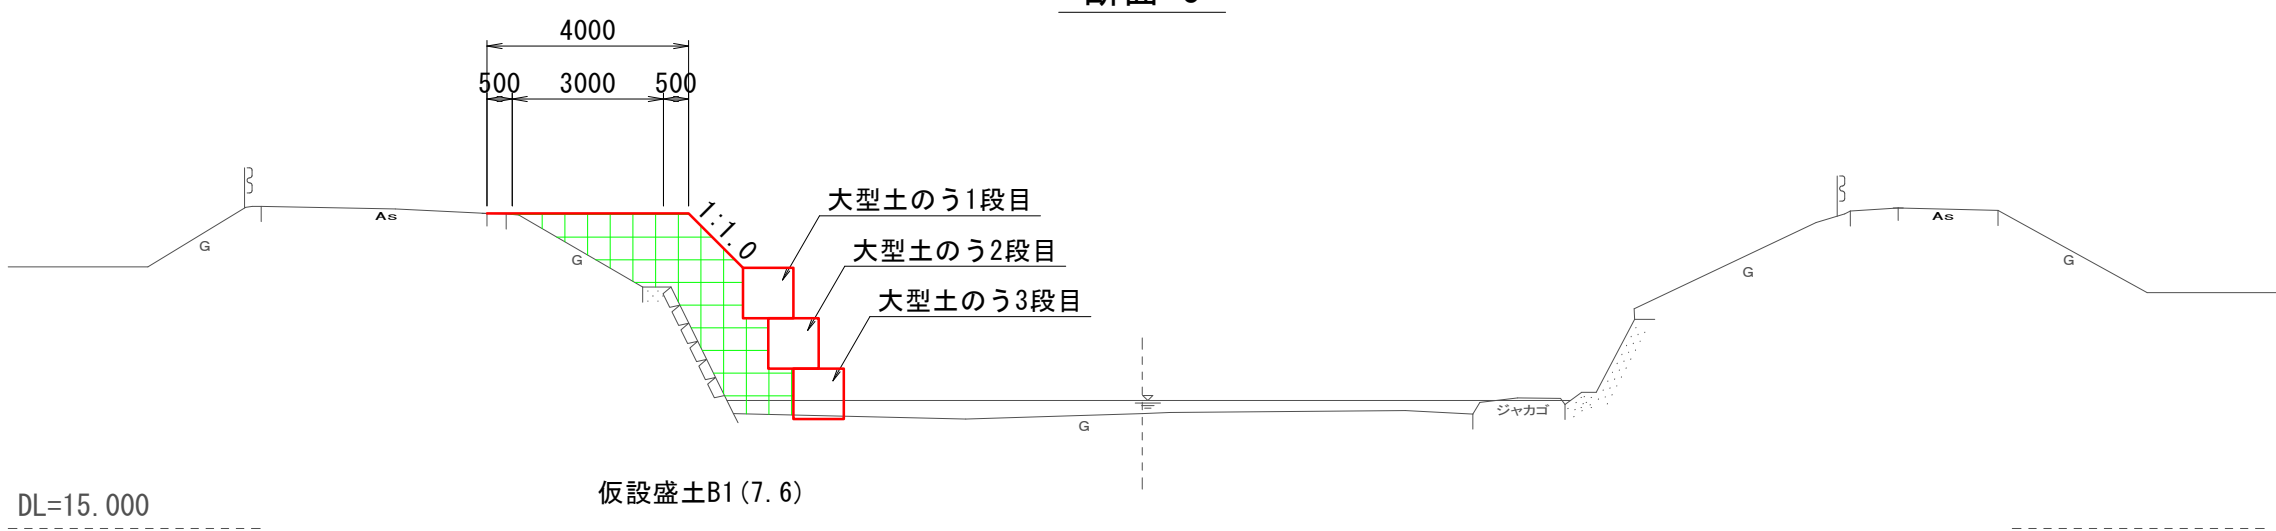 4000
500 3000 500
1:1.0
大型土のう1段目
大型土のう2段目
大型土のう3段目
As
As
G
G
G
G
G
ジャカゴ
仮設盛土B1(7.6)
DL=15.000